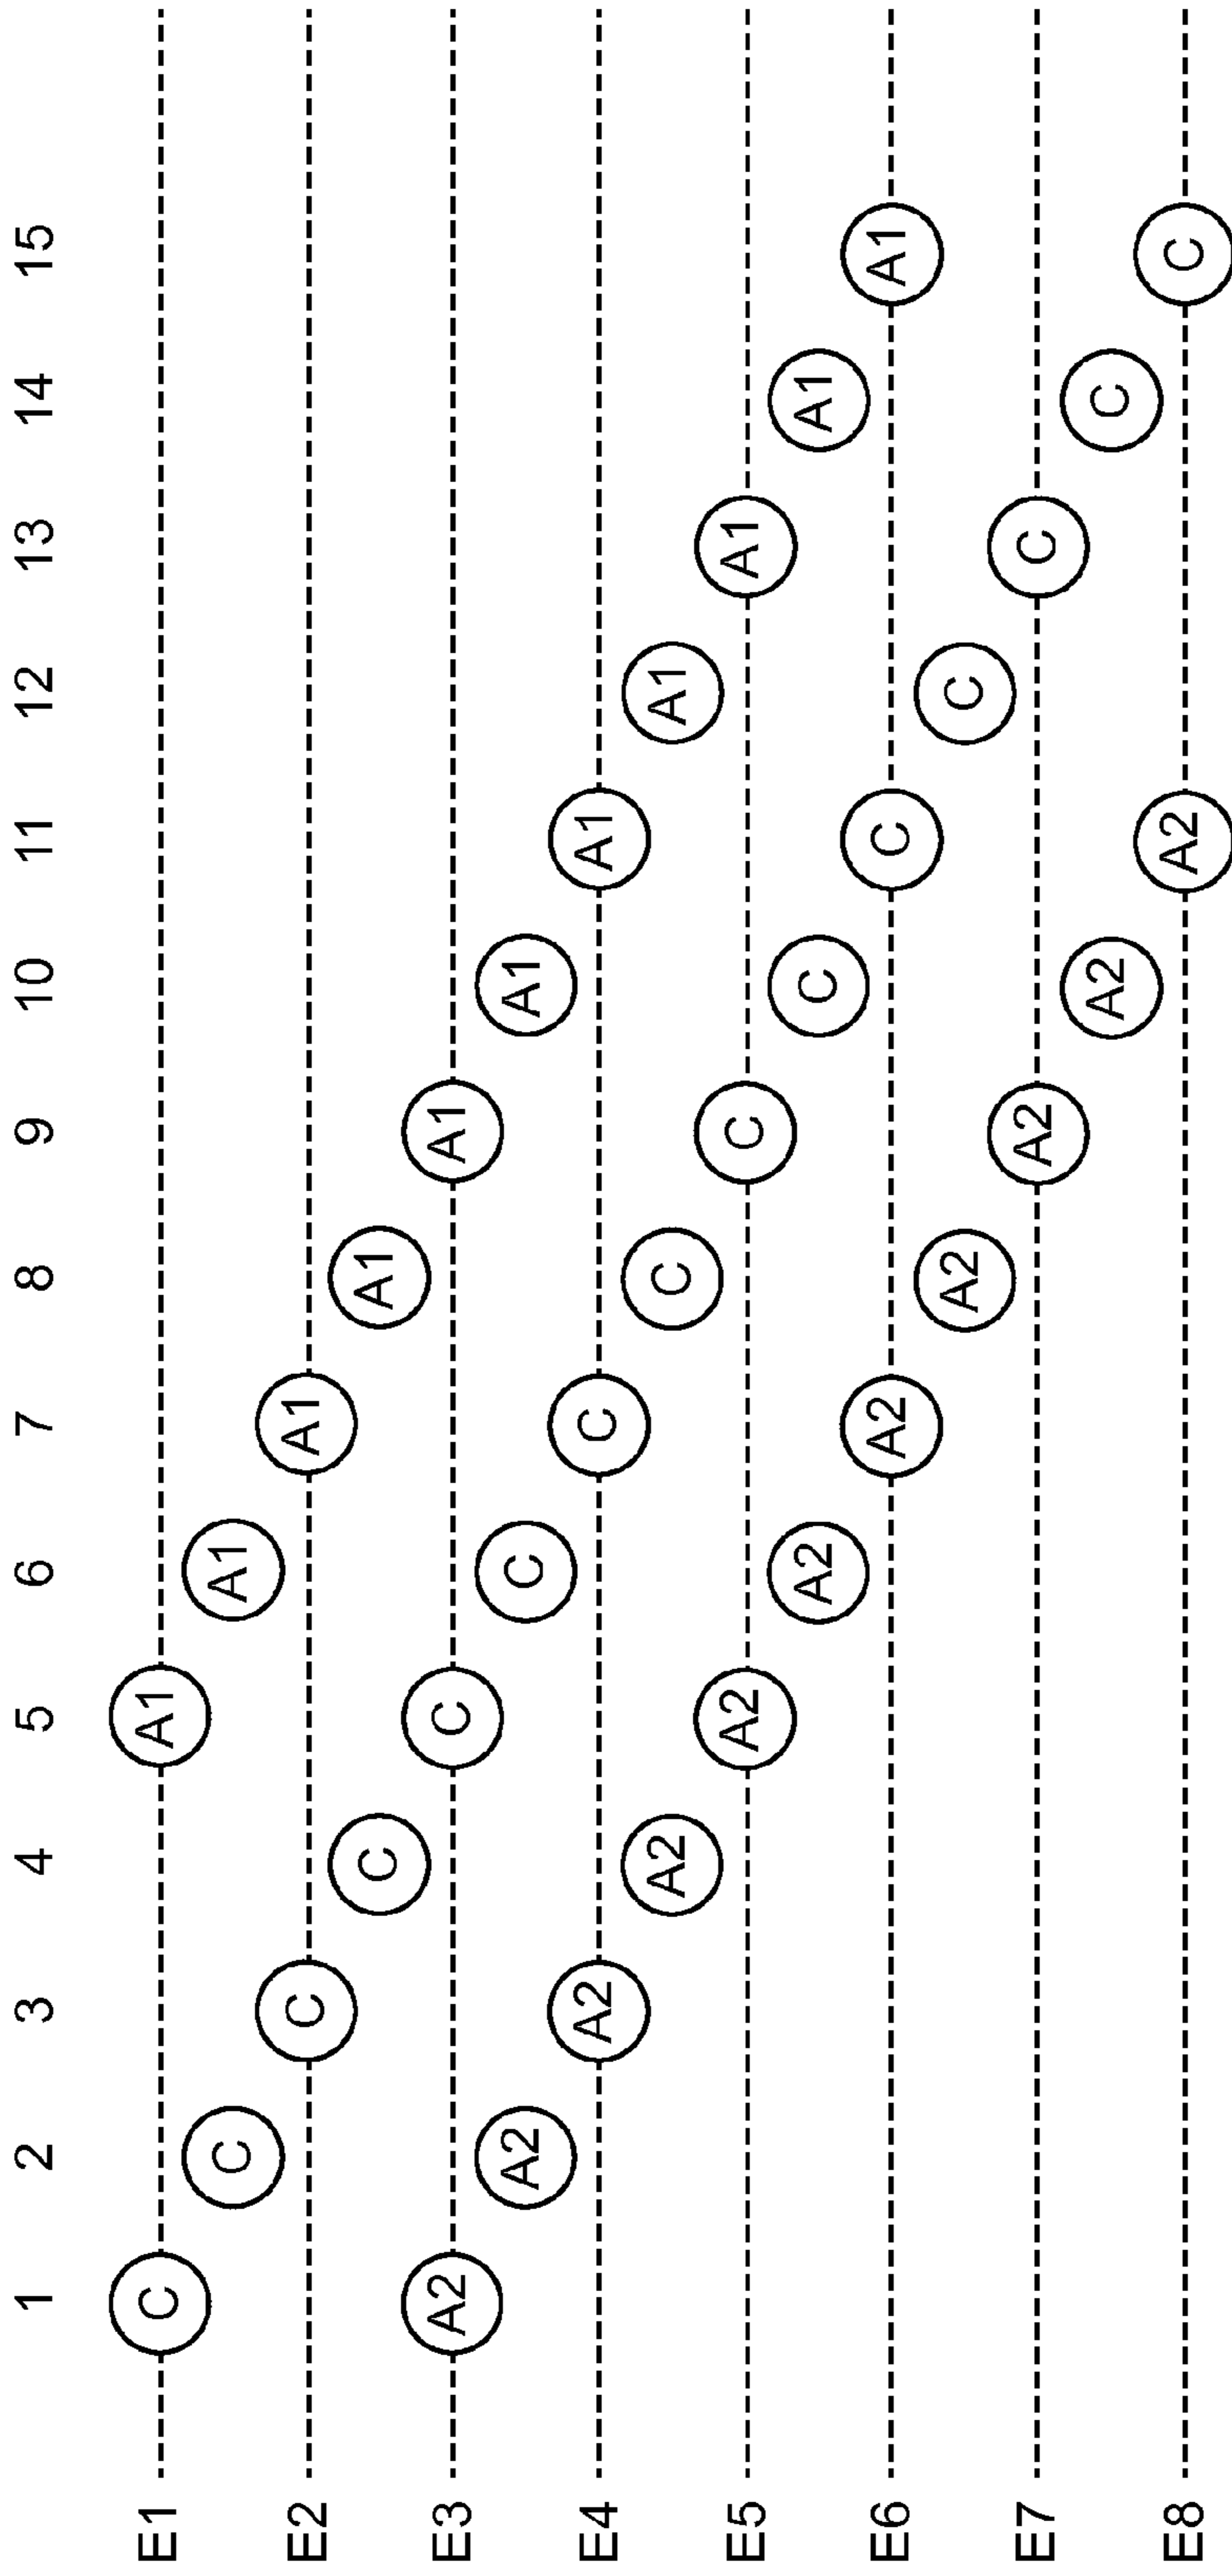 1 2 3 4 5 6 7 8 9 10 11 12 13 14 15
E1 C A1
C A1
E2 C A1
C A1
E3 A2 C A1
A2 C A1
E4 A2 C A1
A2 C A1
E5 A2 C A1
A2 C A1
E6 A2 C A1
A2 C
E7 A2 C
A2 C
E8 A2 C